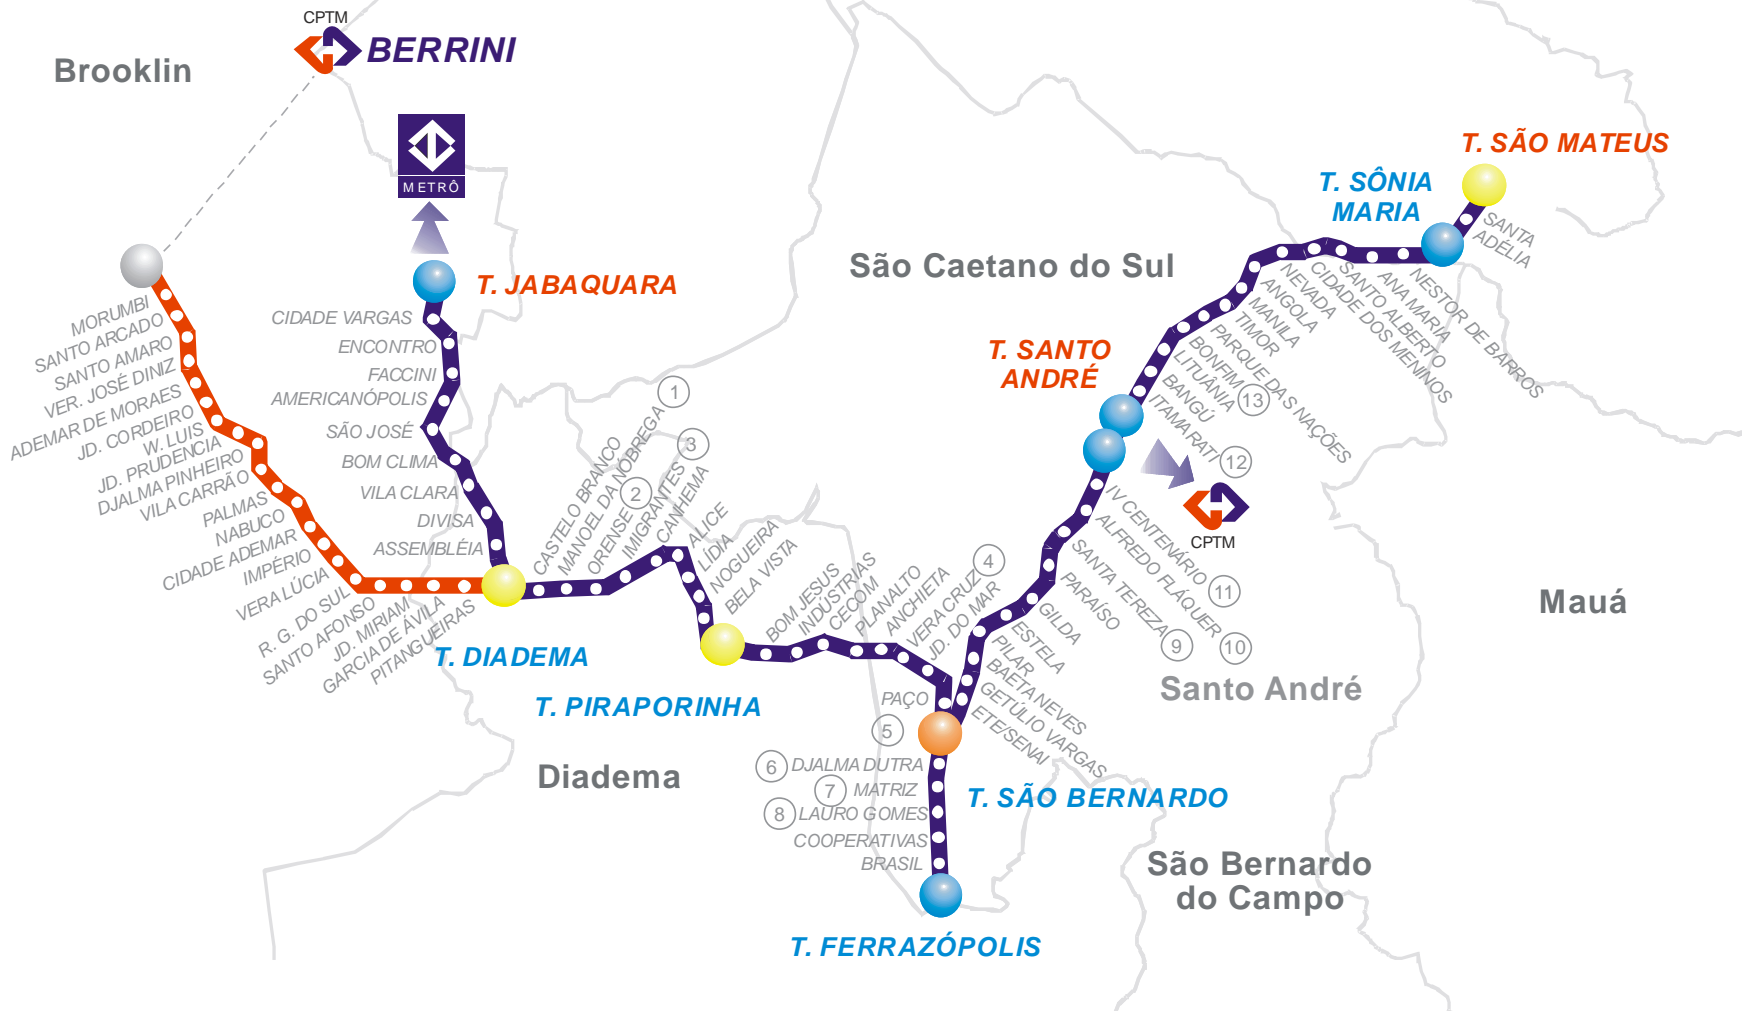 CPTM
BERRINI
Brooklin
METRÔ
T. SÃO MATEUS
T. SÔNIA
MARIA
SANTA
ADÉLIA
São Caetano do Sul
T. JABAQUARA
MORUMBI
SANTO ARCADO
SANTO AMARO
VER. JOSÉ DINIZ
ADEMAR DE MORAES
JD. CORDEIRO
W. LUIS
JD. PRUDENCIA
DJALMA PINHEIRO
VILA CARRÃO
PALMAS
NABUCO
CIDADE ADEMAR
IMPÉRIO
VERA LÚCIA
R. G. DO SUL
SANTO AFONSO
JD. MIRIAM
GARCIA DE ÁVILA
PITANGUEIRAS
CIDADE VARGAS
ENCONTRO
FACCINI
AMERICANÓPOLIS
SÃO JOSÉ
BOM CLIMA
VILA CLARA
DIVISA
ASSEMBLÉIA
T. DIADEMA
CASTELO BRANCO
MANOEL DA NÓBREGA 1
ORENSE 2
IMIGRANTES 3
CANHEMA
ALICE
LÍDIA
NOGUEIRA
BELA VISTA
T. PIRAPORINHA
Diadema
BOM JESUS
INDÚSTRIAS
CECOM
PLANALTO
ANCHIETA
VERA CRUZ 4
JD. DO MAR
PAÇO
5
6 DJALMA DUTRA
7 MATRIZ
8 LAURO GOMES
COOPERATIVAS
BRASIL
T. SÃO BERNARDO
T. FERRAZÓPOLIS
ETE/SENAI
GETÚLIO VARGAS
BAETA NEVES
PILAR
ESTELA
GILDA
PARAÍSO
SANTA TEREZA 9
ALFREDO FLÁQUER 10
IV CENTENÁRIO 11
T. SANTO
ANDRÉ
CPTM
ITAMARATI 12
BANGÚ
LITUÂNIA 13
BONFIM
PARQUE DAS NAÇÕES
TIMOR
MANILA
ANGOLA
NEVADA
CIDADE DOS MENINOS
SANTO ALBERTO
ANA MARIA
NESTOR DE BARROS
Santo André
Mauá
São Bernardo
do Campo